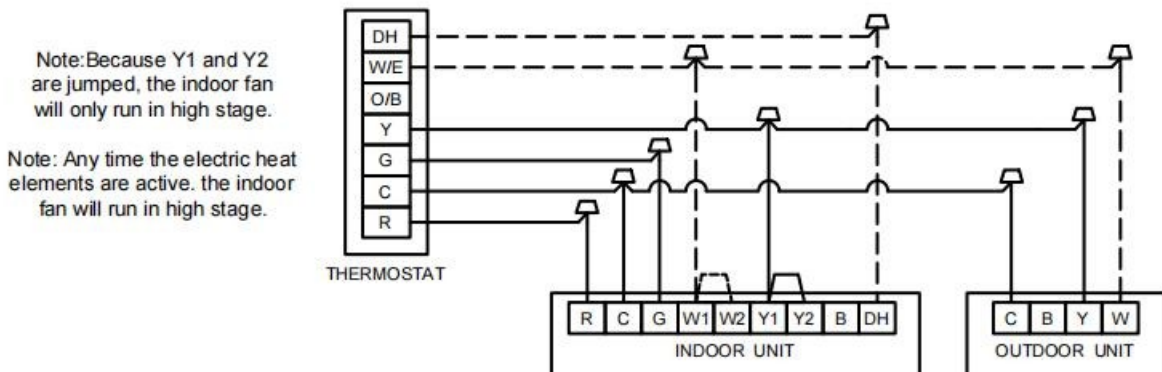 Note:Because Y1 and Y2
are jumped, the indoor fan
will only run in high stage.
Note: Any time the electric heat
elements are active. the indoor
fan will run in high stage.
DH
W/E
O/B
Y
G
C
R
THERMOSTAT
R C G W1 W2 Y1 Y2 B DH
INDOOR UNIT
C B Y W
OUTDOOR UNIT